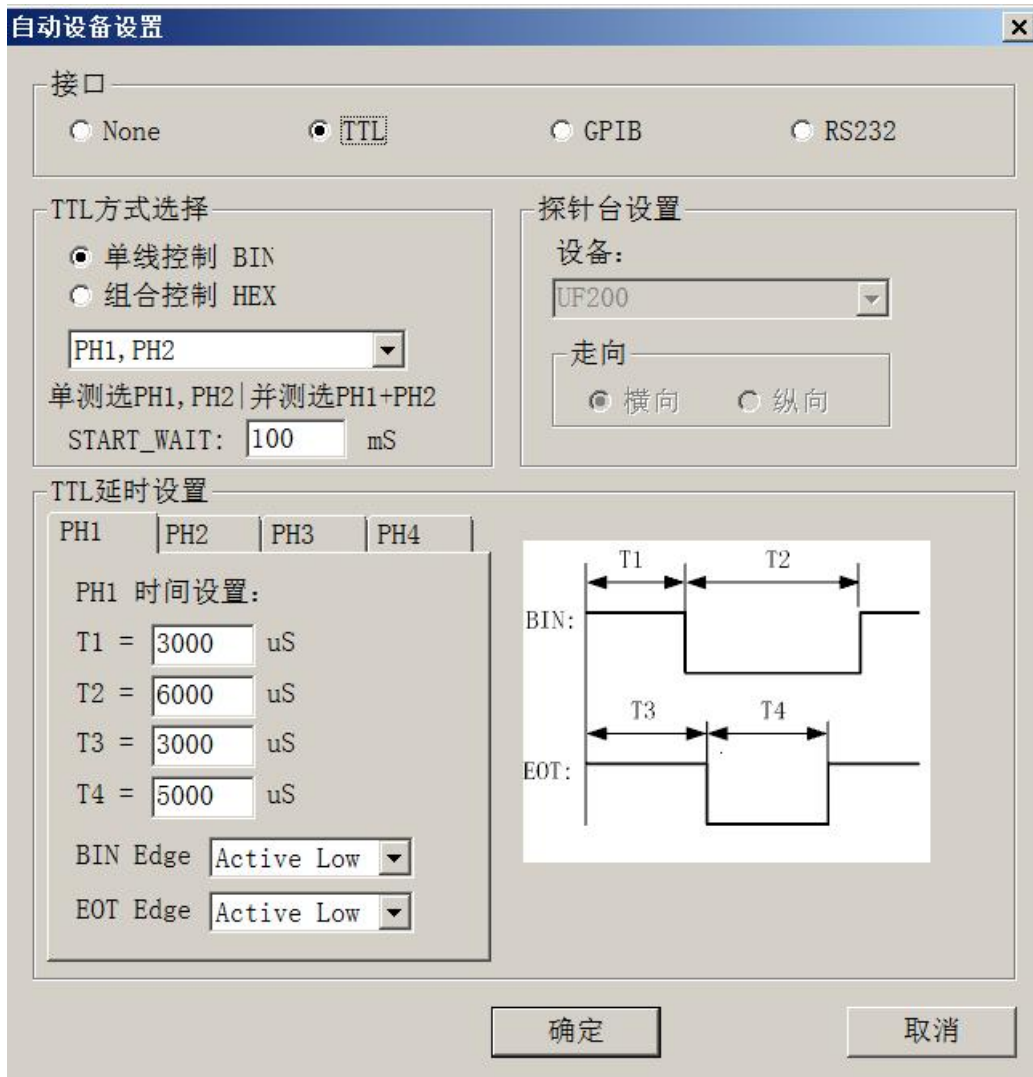 自动设备设置
接口
None TTL GPIB RS232
TTL方式选择
单线控制 BIN
组合控制 HEX
PH1,PH2
单测选PH1,PH2|并测选PH1+PH2
START_WAIT: 100 mS
探针台设置
设备:
UF200
走向
横向 纵向
TTL延时设置
PH1 PH2 PH3 PH4
PH1 时间设置:
T1 = 3000 uS
T2 = 6000 uS
T3 = 3000 uS
T4 = 5000 uS
BIN Edge Active Low
EOT Edge Active Low
T1 T2
BIN:
T3 T4
EOT:
确定 取消